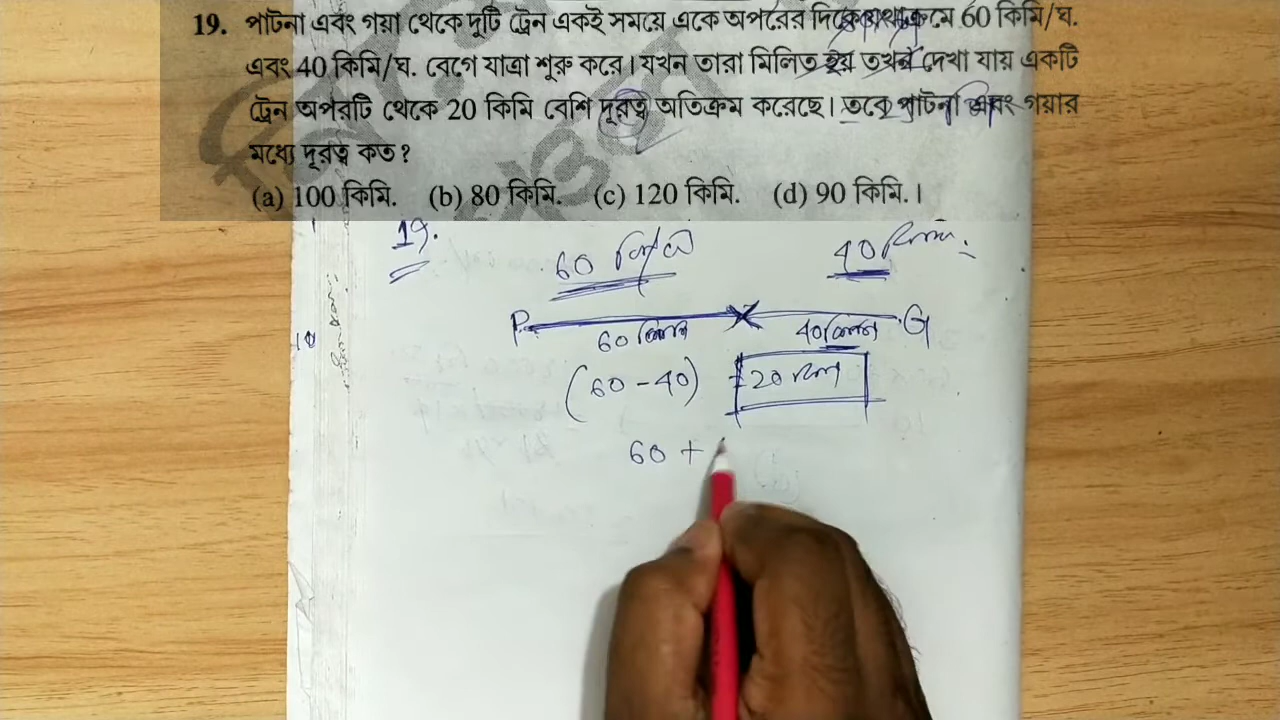 19. পাটনা এবং গয়া থেকে দুটি ট্রেন একই সময়ে একে অপরের দিকে যথাক্রমে 60 কিমি/ঘ.
এবং 40 কিমি/ঘ. বেগে যাত্রা শুরু করে। যখন তারা মিলিত হয় তখন দেখা যায় একটি
ট্রেন অপরটি থেকে 20 কিমি বেশি দূরত্ব অতিক্রম করেছে। তবে পাটনা এবং গয়ার
মধ্যে দূরত্ব কত?
(a) 100 কিমি. (b) 80 কিমি. (c) 120 কিমি. (d) 90 কিমি.।
19.
60 কিমি/ঘ 40 কিমি.
P 60 কিমি 40 কিমি G
(60 - 40) = 20 কিমি
60 +